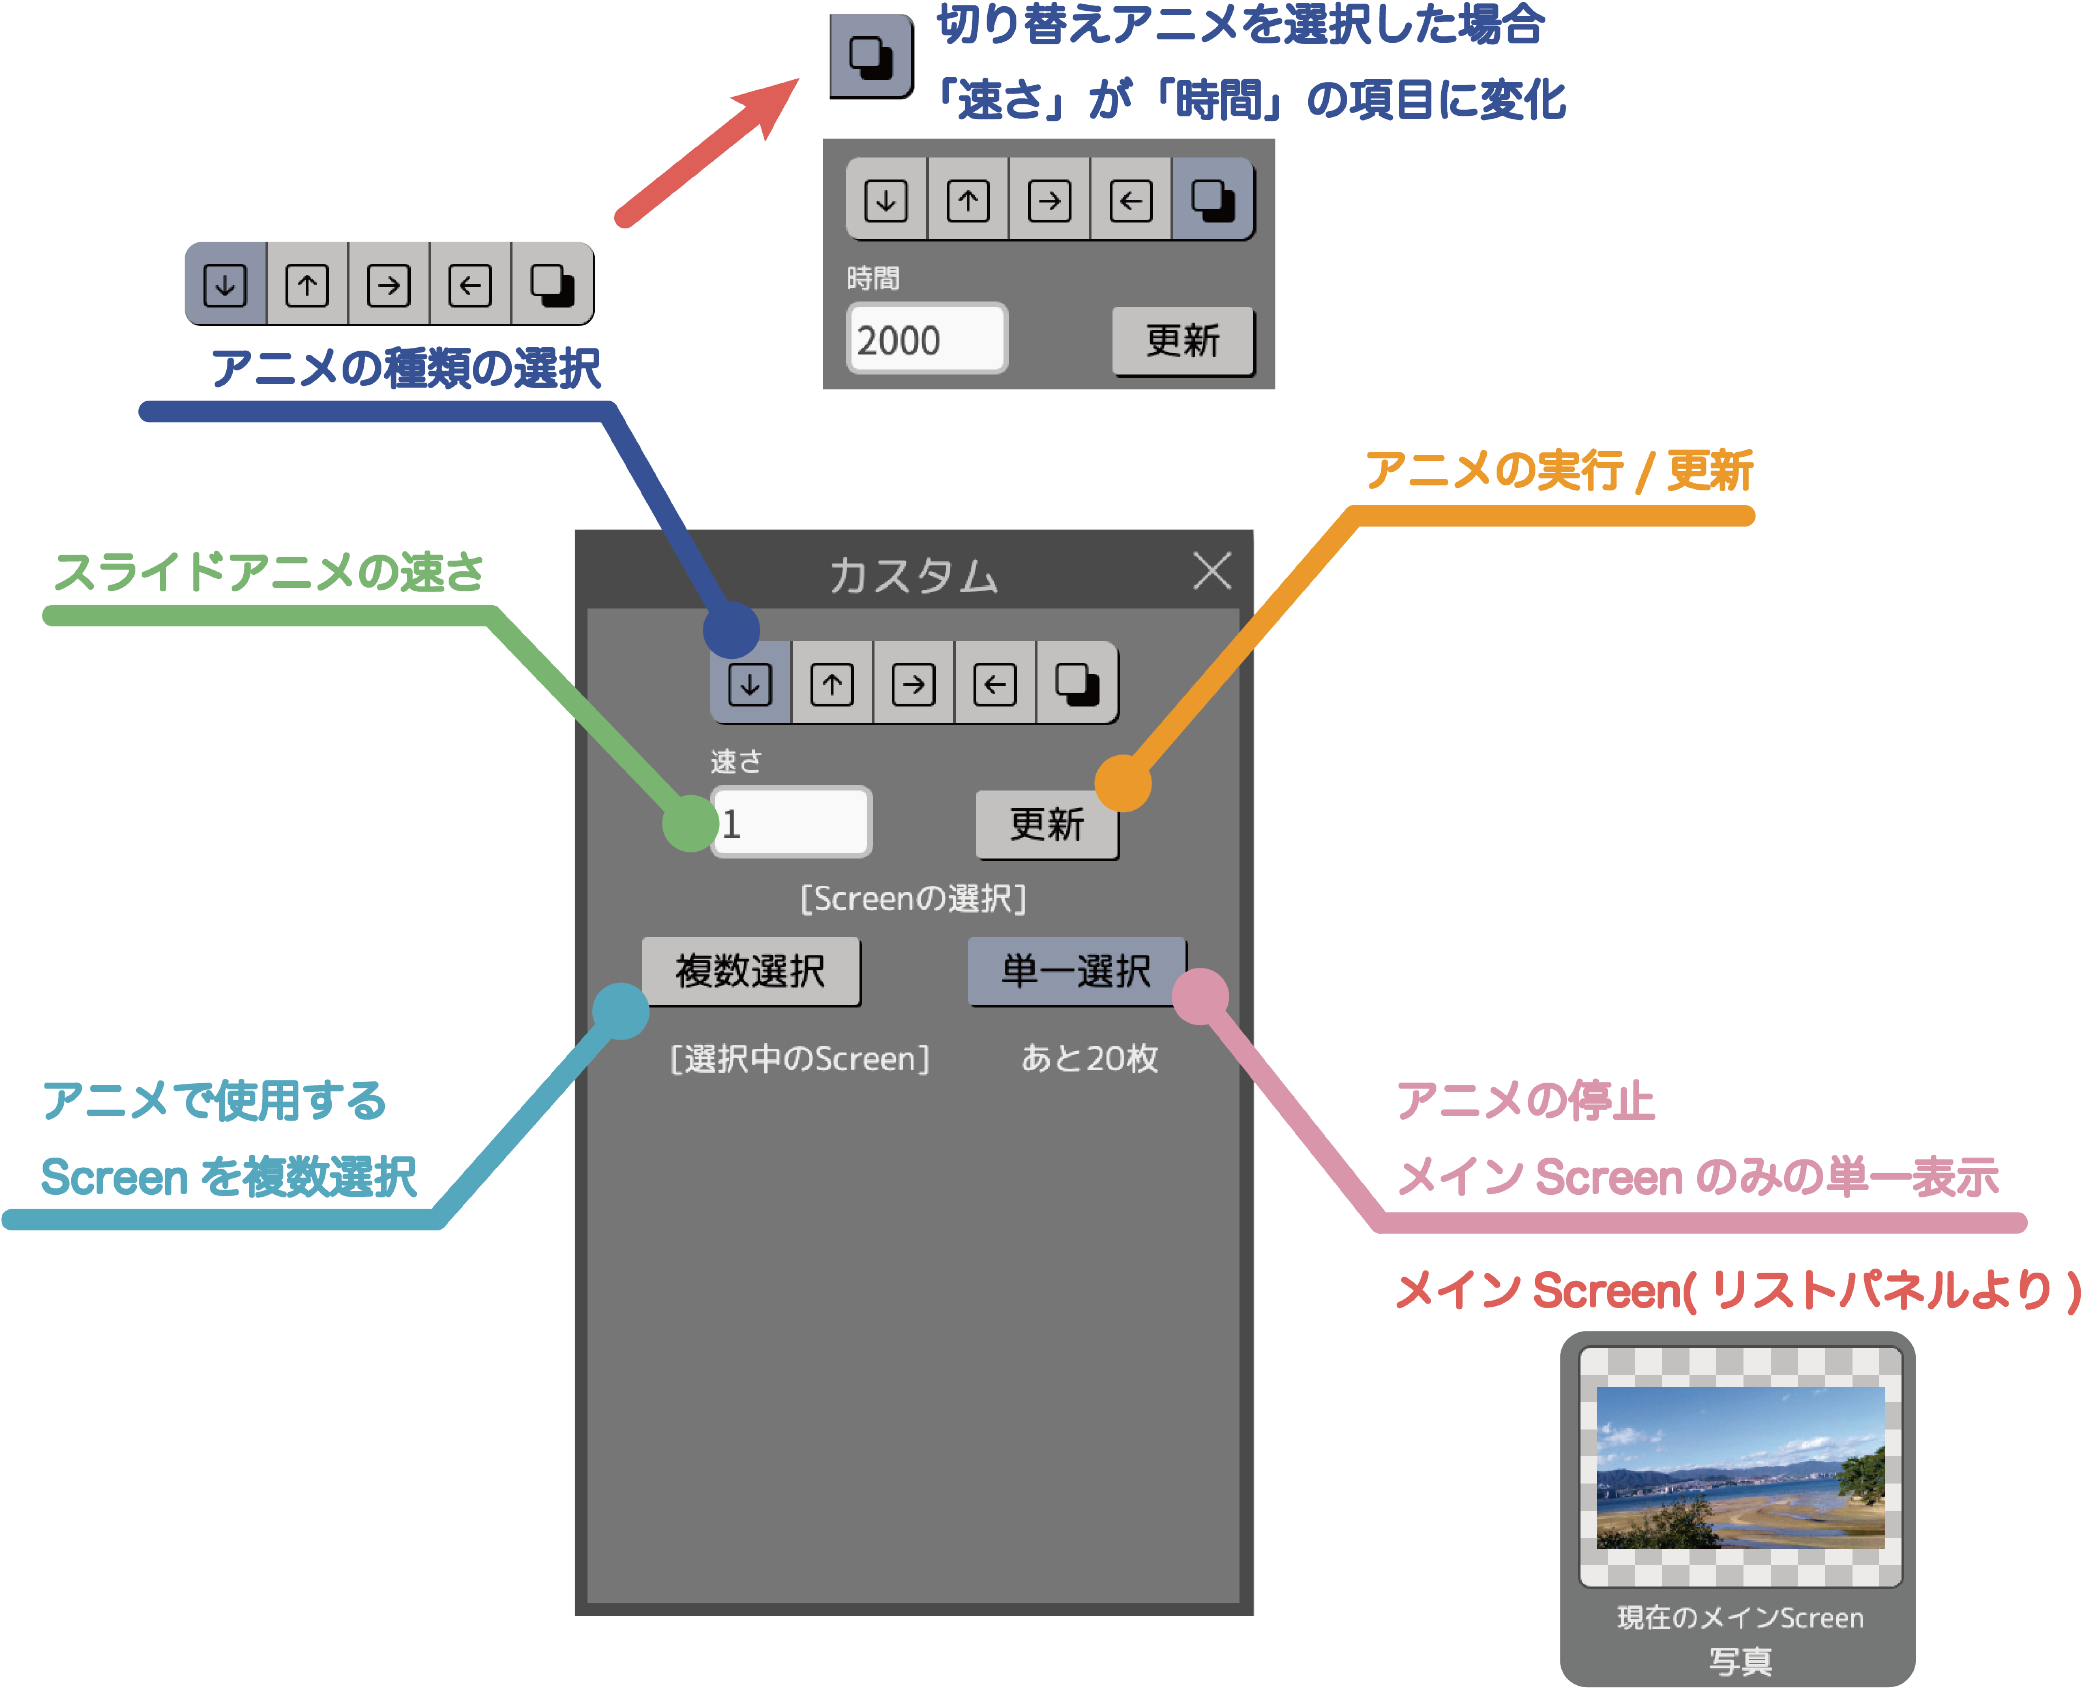 切り替えアニメを選択した場合
「速さ」が「時間」の項目に変化
時間
2000
更新
アニメの種類の選択
アニメの実行 / 更新
スライドアニメの速さ
カスタム
速さ
1
更新
[Screenの選択]
複数選択
単一選択
[選択中のScreen]
あと20枚
アニメで使用する
Screen を複数選択
アニメの停止
メイン Screen のみの単一表示
メイン Screen( リストパネルより )
現在のメインScreen
写真